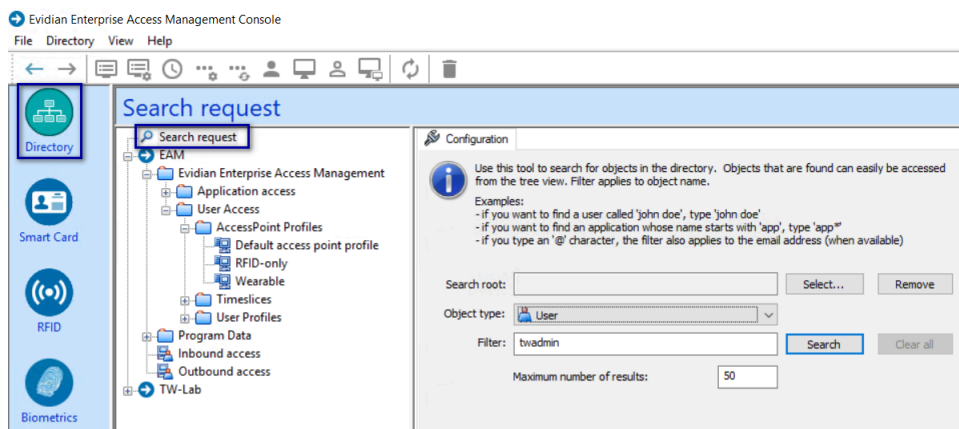 Evidian Enterprise Access Management Console
File Directory View Help
Search request
Directory
Smart Card
RFID
Biometrics
Search request
EAM
Evidian Enterprise Access Management
Application access
User Access
AccessPoint Profiles
Default access point profile
RFID-only
Wearable
Timeslices
User Profiles
Program Data
Inbound access
Outbound access
TW-Lab
Configuration
Use this tool to search for objects in the directory. Objects that are found can easily be accessed
from the tree view. Filter applies to object name.
Examples:
- if you want to find a user called 'john doe', type 'john doe'
- if you want to find an application whose name starts with 'app', type 'app*'
- if you type an '@' character, the filter also applies to the email address (when available)
Search root: Select... Remove
Object type: User
Filter: twadmin Search Clear all
Maximum number of results: 50